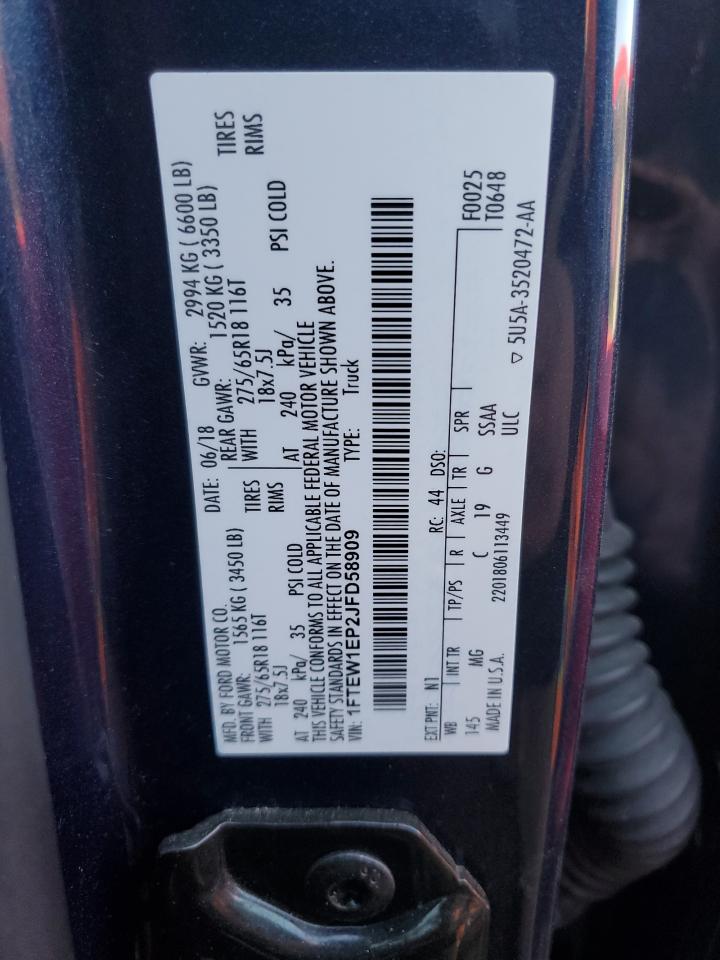 MFD. BY FORD MOTOR CO.
DATE: 06/18 GVWR: 2994 KG ( 6600 LB)
FRONT GAWR: 1565 KG ( 3450 LB) REAR GAWR: 1520 KG ( 3350 LB)
WITH 275/65R18 116T TIRES WITH 275/65R18 116T TIRES
18x7.5J RIMS 18x7.5J RIMS
AT 240 kPa/ 35 PSI COLD AT 240 kPa/ 35 PSI COLD
THIS VEHICLE CONFORMS TO ALL APPLICABLE FEDERAL MOTOR VEHICLE
SAFETY STANDARDS IN EFFECT ON THE DATE OF MANUFACTURE SHOWN ABOVE.
VIN: 1FTEW1EP2JFD58909 TYPE: Truck
EXT PNT: N1 RC: 44 DSO: F0025
WB INT TR TP/PS R AXLE TR SPR T0648
145 MG C 19 G SSAA
MADE IN U.S.A. 2201806113449 ULC ▽ 5U5A-3520472-AA